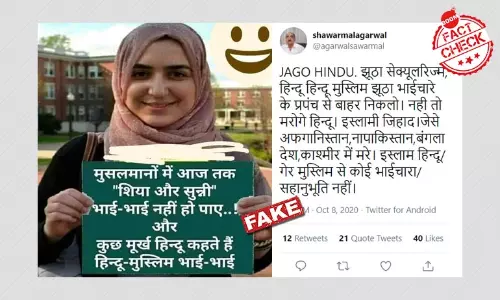 मुसलमानों में आज तक
"शिया और सुन्नी"
भाई-भाई नहीं हो पाए..!
और
कुछ मूर्ख हिन्दू कहते हैं
हिन्दू-मुस्लिम भाई-भाई
FAKE
shawarmalagarwal
@agarwalsawarmal
JAGO HINDU. झूठा सेक्यूलरिज्म,
हिन्दू हिन्दू मुस्लिम झूठा भाईचारे
के प्रपंच से बाहर निकलो। नही तो
मरोगे हिन्दू। इस्लामी जिहाद।जेसे
अफगानिस्तान,नापाकिस्तान,बंगला
देश,काश्मीर में मरे। इस्लाम हिन्दू/
गेर मुस्लिम से कोई भाईचारा/
सहानुभूति नहीं।
Oct 8, 2020 · Twitter for Android
12 Retweets 21 Quote Tweets 40 Likes
FACT
CHECK